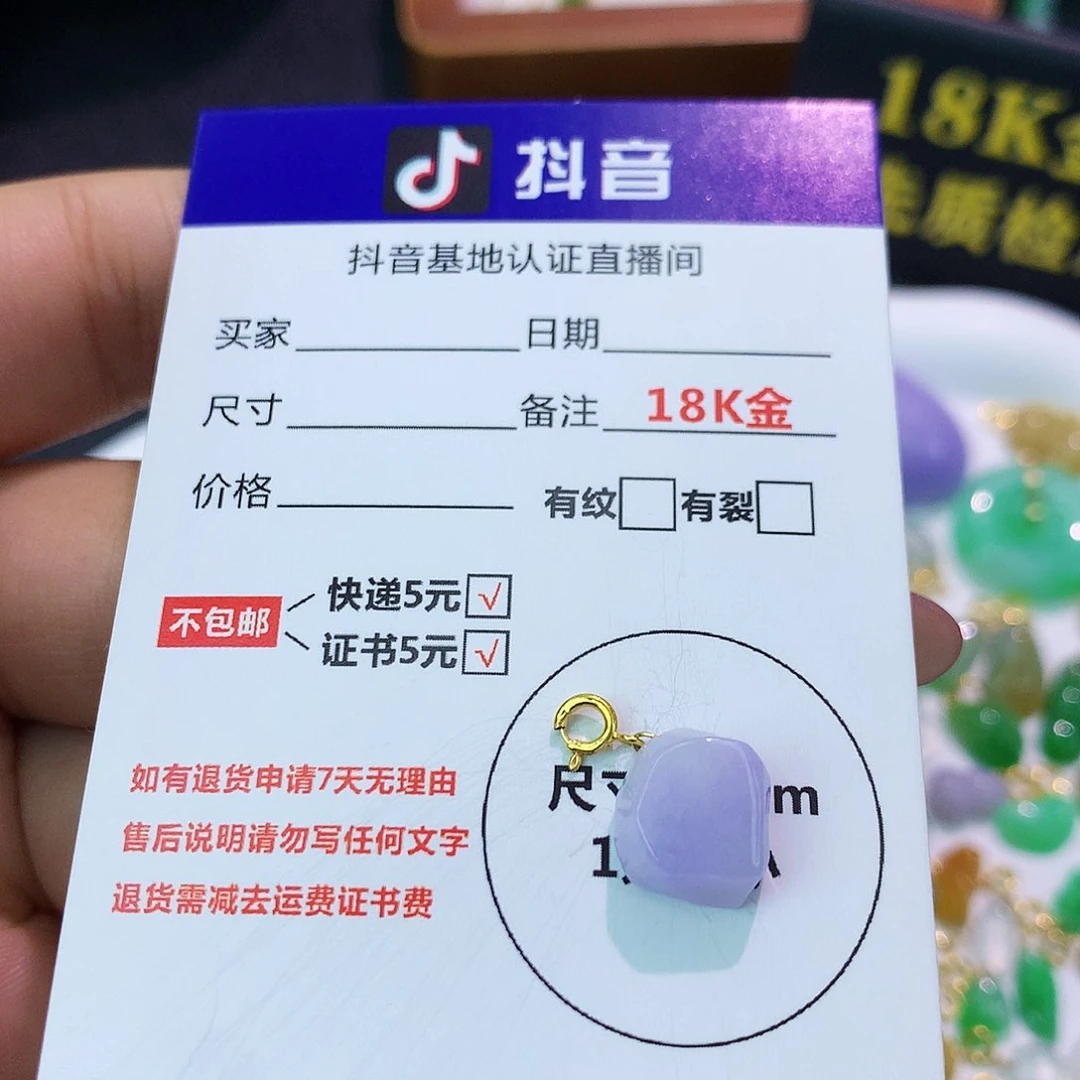 抖音
抖音基地认证直播间
买家 日期
尺寸 备注 18K金
价格 有纹 有裂
不包邮
快递5元 √
证书5元 √
如有退货申请7天无理由
售后说明请勿写任何文字
退货需减去运费证书费
尺
m
1
18K金
质检